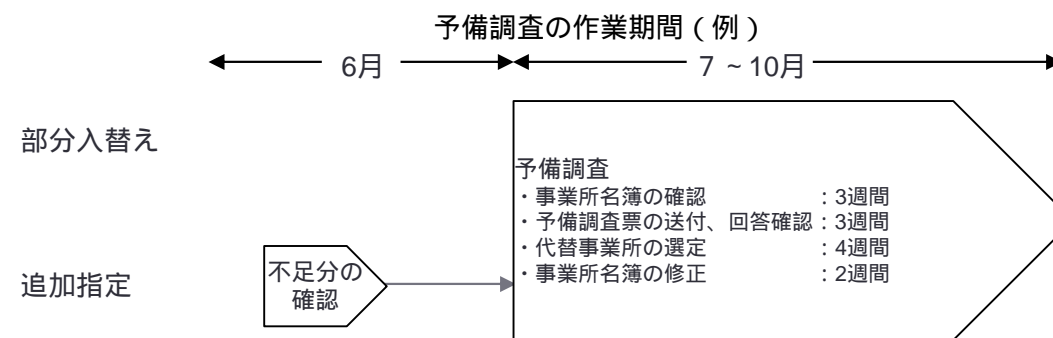 予備調査の作業期間(例)
6月
7 ~10月
部分入替え
予備調査
・事業所名簿の確認 :3週間
・予備調査票の送付、回答確認:3週間
・代替事業所の選定 :4週間
・事業所名簿の修正 :2週間
追加指定
不足分の
確認